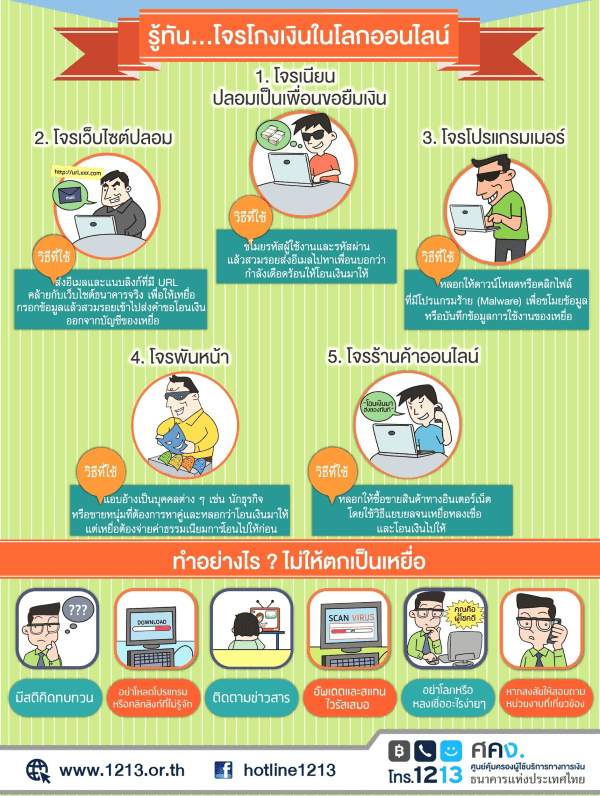 รู้ทัน...โจรโกงเงินในโลกออนไลน์
1. โจรเนียน
ปลอมเป็นเพื่อนขอยืมเงิน
วิธีที่ใช้
ขโมยรหัสผู้ใช้งานและรหัสผ่าน
แล้วสวมรอยส่งอีเมลไปหาเพื่อนบอกว่า
กำลังเดือดร้อนให้โอนเงินมาให้
2. โจรเว็บไซต์ปลอม
http://url.xxx.com
mail
วิธีที่ใช้
ส่งอีเมลและแนบลิงก์ที่มี URL
คล้ายกับเว็บไซต์ธนาคารจริง เพื่อให้เหยื่อ
กรอกข้อมูลแล้วสวมรอยเข้าไปส่งคำขอโอนเงิน
ออกจากบัญชีของเหยื่อ
3. โจรโปรแกรมเมอร์
วิธีที่ใช้
หลอกให้ดาวน์โหลดหรือคลิกไฟล์
ที่มีโปรแกรมร้าย (Malware) เพื่อขโมยข้อมูล
หรือบันทึกข้อมูลการใช้งานของเหยื่อ
4. โจรพันหน้า
วิธีที่ใช้
แอบอ้างเป็นบุคคลต่าง ๆ เช่น นักธุรกิจ
หรือชายหนุ่มที่ต้องการหาคู่และหลอกว่าโอนเงินมาให้
แต่เหยื่อต้องจ่ายค่าธรรมเนียมการโอนไปให้ก่อน
5. โจรร้านค้าออนไลน์
"โอนเงินมา
ส่งของทันที"
วิธีที่ใช้
หลอกให้ซื้อขายสินค้าทางอินเตอร์เน็ต
โดยใช้วิธีแยบยลจนเหยื่อหลงเชื่อ
และโอนเงินไปให้
ทำอย่างไร ? ไม่ให้ตกเป็นเหยื่อ
???
มีสติคิดทบทวน
DOWNLOAD
อย่าโหลดโปรแกรม
หรือคลิกลิงก์ที่ไม่รู้จัก
ติดตามข่าวสาร
SCAN VIRUS
อัพเดตและสแกน
ไวรัสเสมอ
คุณคือ
ผู้โชคดี
อย่าโลภหรือ
หลงเชื่ออะไรง่ายๆ
หากสงสัยให้สอบถาม
หน่วยงานที่เกี่ยวข้อง
www.1213.or.th
hotline1213
โทร.1213
ศคง.
ศูนย์คุ้มครองผู้ใช้บริการทางการเงิน
ธนาคารแห่งประเทศไทย